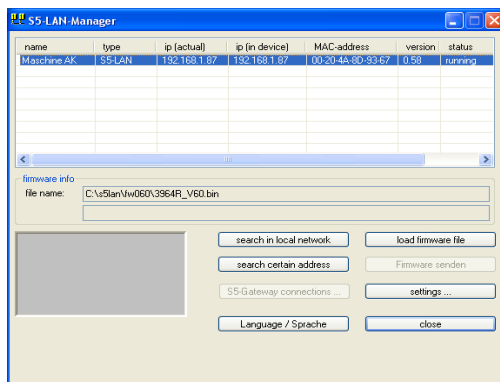 S5-LAN-Manager
name type ip (actual) ip (in device) MAC-address version status
Maschine AK S5-LAN 192.168.1.87 192.168.1.87 00-20-4A-8D-93-67 0.58 running
firmware info
file name: C:\s5lan\fw060\3964R_V60.bin
search in local network load firmware file
search certain address Firmware senden
S5-Gateway connections ... settings ...
Language / Sprache close